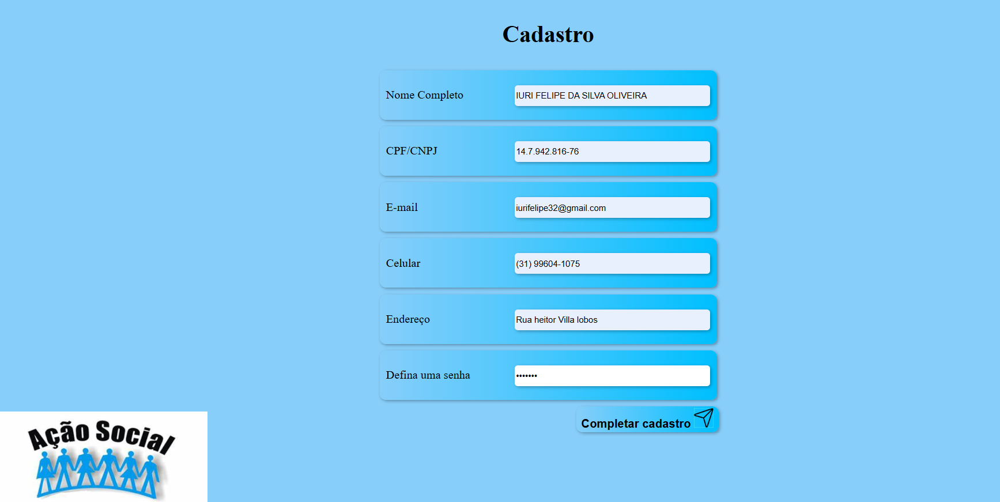 Cadastro
Nome Completo IURI FELIPE DA SILVA OLIVEIRA
CPF/CNPJ 14.7.942.816-76
E-mail iurifelipe32@gmail.com
Celular (31) 99604-1075
Endereço Rua heitor Villa lobos
Defina uma senha •••••••
Completar cadastro
Ação Social